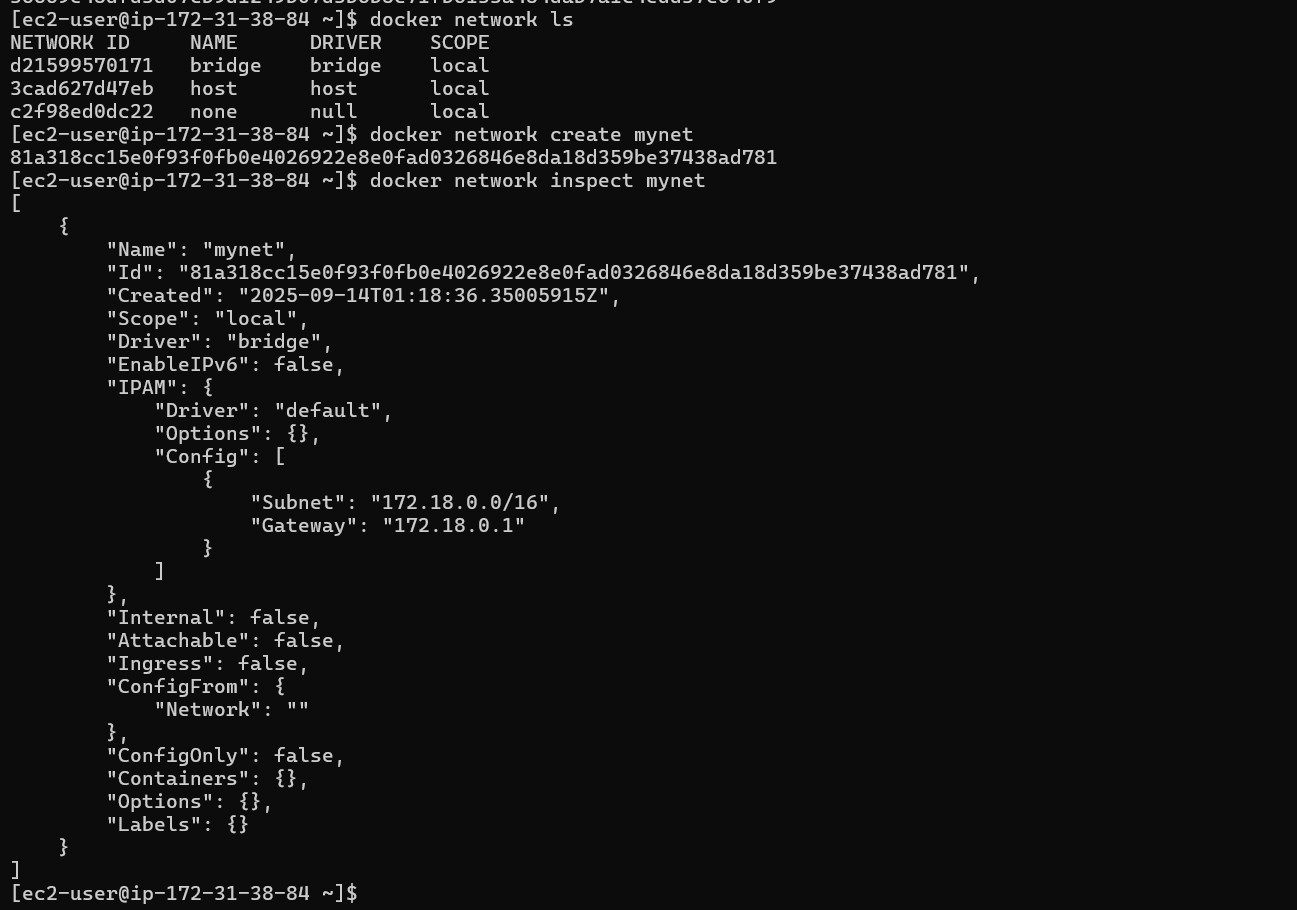 [ec2-user@ip-172-31-38-84 ~]$ docker network ls
NETWORK ID     NAME      DRIVER    SCOPE
d21599570171   bridge    bridge    local
3cad627d47eb   host      host      local
c2f98ed0dc22   none      null      local
[ec2-user@ip-172-31-38-84 ~]$ docker network create mynet
81a318cc15e0f93f0fb0e4026922e8e0fad0326846e8da18d359be37438ad781
[ec2-user@ip-172-31-38-84 ~]$ docker network inspect mynet
[
    {
        "Name": "mynet",
        "Id": "81a318cc15e0f93f0fb0e4026922e8e0fad0326846e8da18d359be37438ad781",
        "Created": "2025-09-14T01:18:36.35005915Z",
        "Scope": "local",
        "Driver": "bridge",
        "EnableIPv6": false,
        "IPAM": {
            "Driver": "default",
            "Options": {},
            "Config": [
                {
                    "Subnet": "172.18.0.0/16",
                    "Gateway": "172.18.0.1"
                }
            ]
        },
        "Internal": false,
        "Attachable": false,
        "Ingress": false,
        "ConfigFrom": {
            "Network": ""
        },
        "ConfigOnly": false,
        "Containers": {},
        "Options": {},
        "Labels": {}
    }
]
[ec2-user@ip-172-31-38-84 ~]$